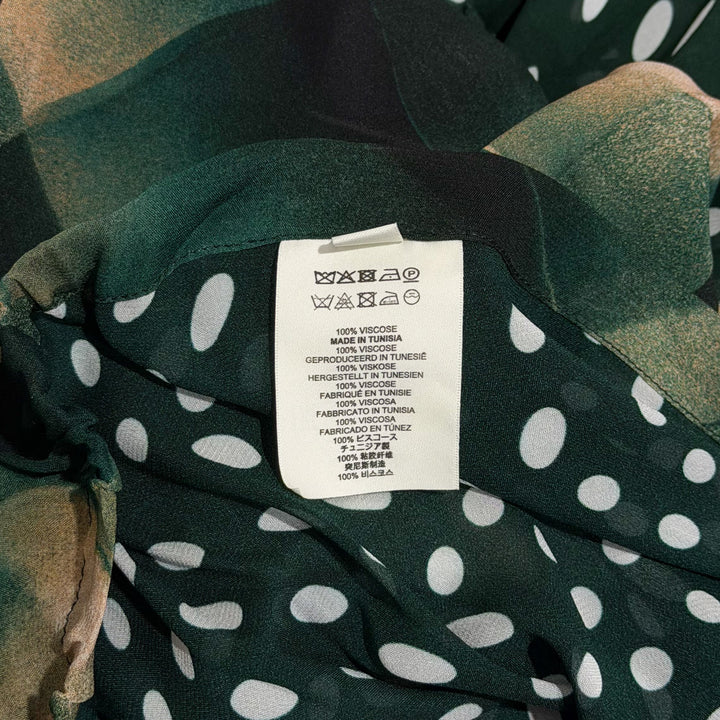 100% VISCOSE
MADE IN TUNISIA
100% VISCOSE
GEPRODUCEERD IN TUNESIË
100% VISKOSE
HERGESTELLT IN TUNESIEN
100% VISCOSE
FABRIQUÉ EN TUNISIE
100% VISCOSA
FABBRICATO IN TUNISIA
100% VISCOSA
FABRICADO EN TÚNEZ
100% ビスコース
チュニジア製
100% 粘胶纤维
突尼斯制造
100% 비스코스